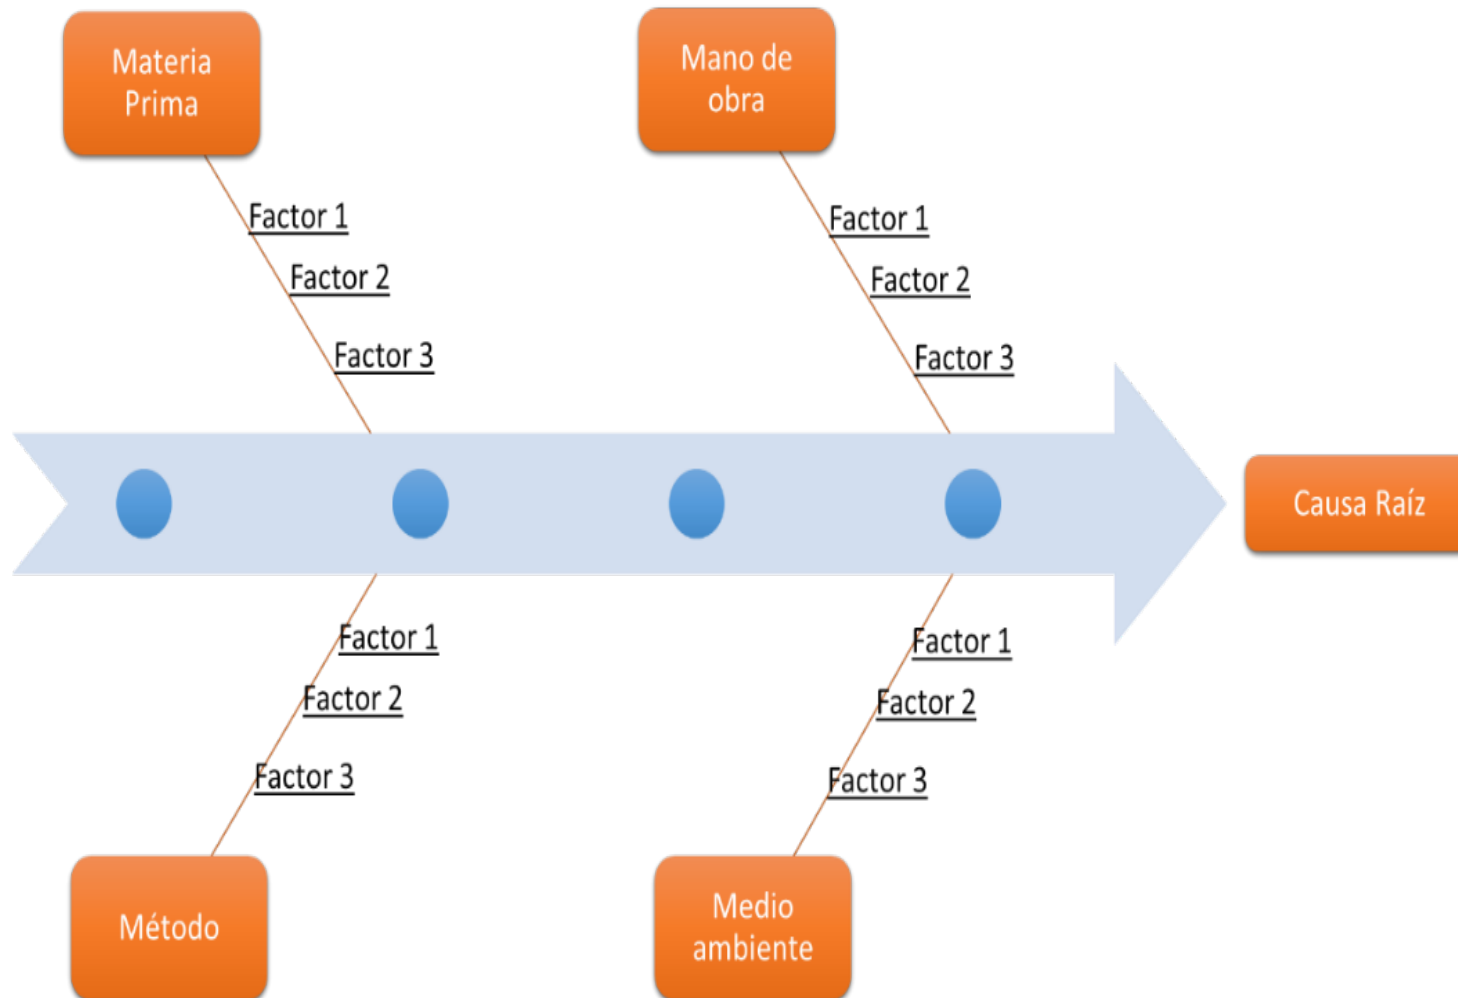 Materia
Prima
Mano de
obra
Factor 1
Factor 2
Factor 3
Factor 1
Factor 2
Factor 3
Causa Raíz
Factor 1
Factor 2
Factor 3
Factor 1
Factor 2
Factor 3
Método
Medio
ambiente